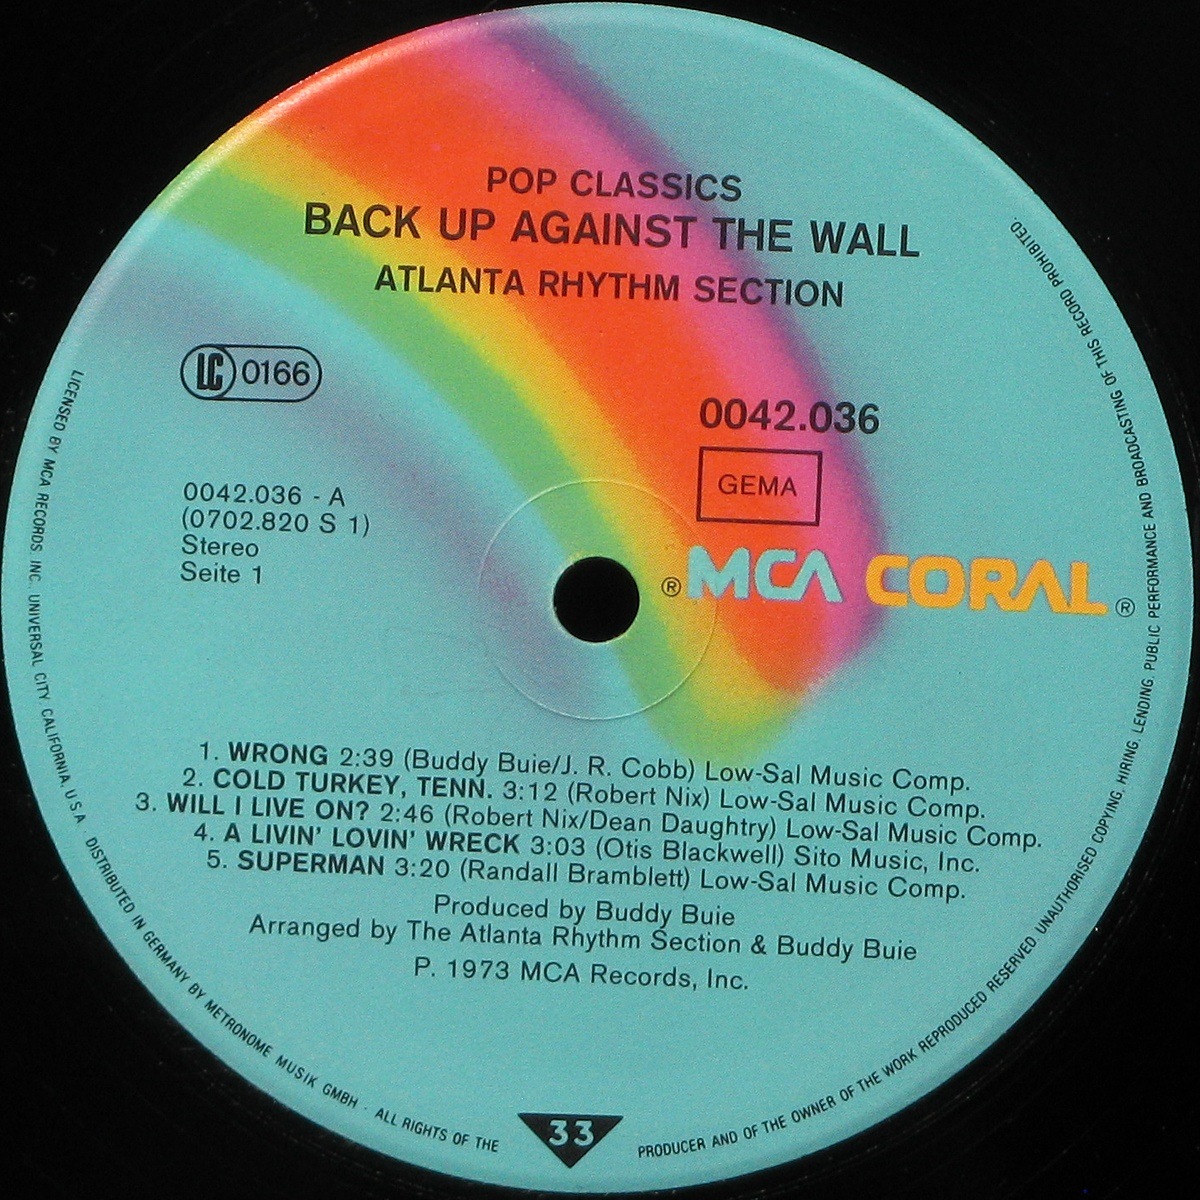 POP CLASSICS
BACK UP AGAINST THE WALL
ATLANTA RHYTHM SECTION
LC 0166
0042.036
GEMA
0042.036 - A
(0702.820 S 1)
Stereo
Seite 1
® MCA CORAL ®
1. WRONG 2:39 (Buddy Buie/J. R. Cobb) Low-Sal Music Comp.
2. COLD TURKEY, TENN. 3:12 (Robert Nix) Low-Sal Music Comp.
3. WILL I LIVE ON? 2:46 (Robert Nix/Dean Daughtry) Low-Sal Music Comp.
4. A LIVIN' LOVIN' WRECK 3:03 (Otis Blackwell) Sito Music, Inc.
5. SUPERMAN 3:20 (Randall Bramblett) Low-Sal Music Comp.
Produced by Buddy Buie
Arranged by The Atlanta Rhythm Section & Buddy Buie
P. 1973 MCA Records, Inc.
LICENSED BY MCA RECORDS. INC. UNIVERSAL CITY. CALIFORNIA. U.S.A. DISTRIBUTED IN GERMANY BY METRONOME MUSIK GMBH · ALL RIGHTS OF THE
33
PRODUCER AND OF THE OWNER OF THE WORK REPRODUCED RESERVED. UNAUTHORISED COPYING, HIRING, LENDING, PUBLIC PERFORMANCE AND BROADCASTING OF THIS RECORD PROHIBITED.